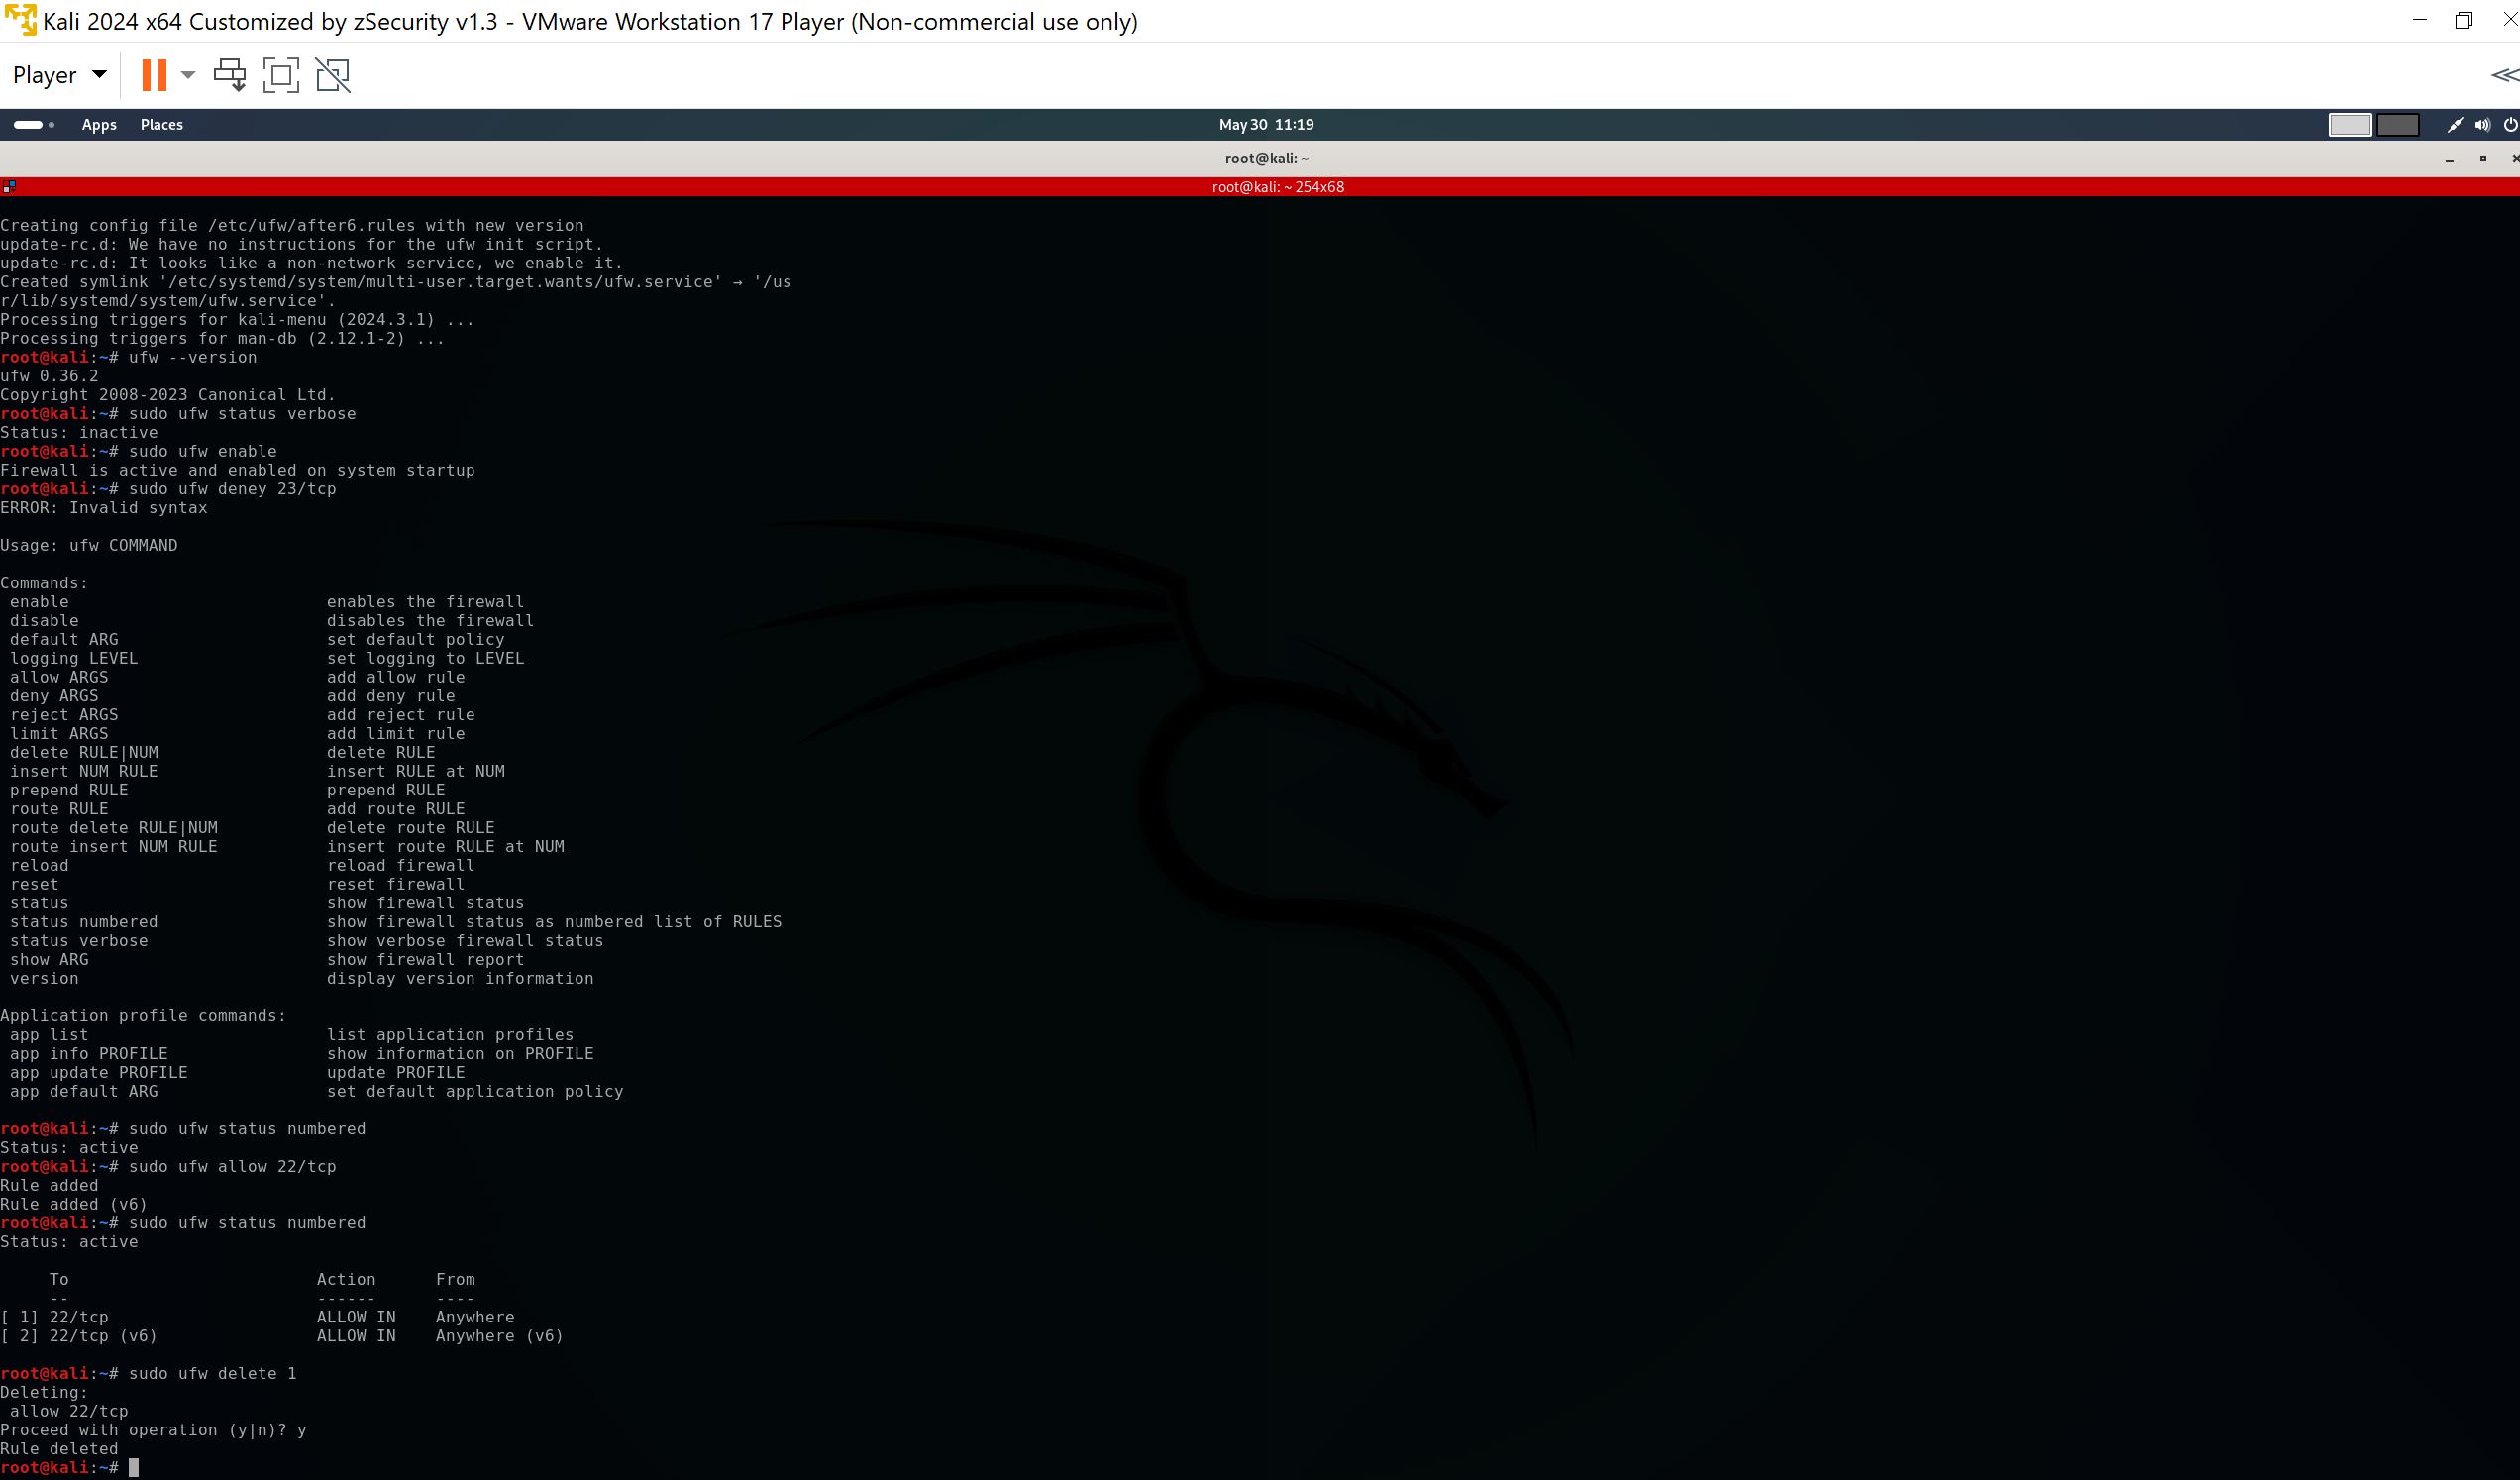 Kali 2024 x64 Customized by zSecurity v1.3 - VMware Workstation 17 Player (Non-commercial use only)
Player
Apps Places May 30 11:19
root@kali: ~
root@kali: ~ 254x68
Creating config file /etc/ufw/after6.rules with new version
update-rc.d: We have no instructions for the ufw init script.
update-rc.d: It looks like a non-network service, we enable it.
Created symlink '/etc/systemd/system/multi-user.target.wants/ufw.service' → '/us
r/lib/systemd/system/ufw.service'.
Processing triggers for kali-menu (2024.3.1) ...
Processing triggers for man-db (2.12.1-2) ...
root@kali:~# ufw --version
ufw 0.36.2
Copyright 2008-2023 Canonical Ltd.
root@kali:~# sudo ufw status verbose
Status: inactive
root@kali:~# sudo ufw enable
Firewall is active and enabled on system startup
root@kali:~# sudo ufw deney 23/tcp
ERROR: Invalid syntax
Usage: ufw COMMAND
Commands:
enable enables the firewall
disable disables the firewall
default ARG set default policy
logging LEVEL set logging to LEVEL
allow ARGS add allow rule
deny ARGS add deny rule
reject ARGS add reject rule
limit ARGS add limit rule
delete RULE|NUM delete RULE
insert NUM RULE insert RULE at NUM
prepend RULE prepend RULE
route RULE add route RULE
route delete RULE|NUM delete route RULE
route insert NUM RULE insert route RULE at NUM
reload reload firewall
reset reset firewall
status show firewall status
status numbered show firewall status as numbered list of RULES
status verbose show verbose firewall status
show ARG show firewall report
version display version information
Application profile commands:
app list list application profiles
app info PROFILE show information on PROFILE
app update PROFILE update PROFILE
app default ARG set default application policy
root@kali:~# sudo ufw status numbered
Status: active
root@kali:~# sudo ufw allow 22/tcp
Rule added
Rule added (v6)
root@kali:~# sudo ufw status numbered
Status: active
To Action From
-- ------ ----
[ 1] 22/tcp ALLOW IN Anywhere
[ 2] 22/tcp (v6) ALLOW IN Anywhere (v6)
root@kali:~# sudo ufw delete 1
Deleting:
allow 22/tcp
Proceed with operation (y|n)? y
Rule deleted
root@kali:~#